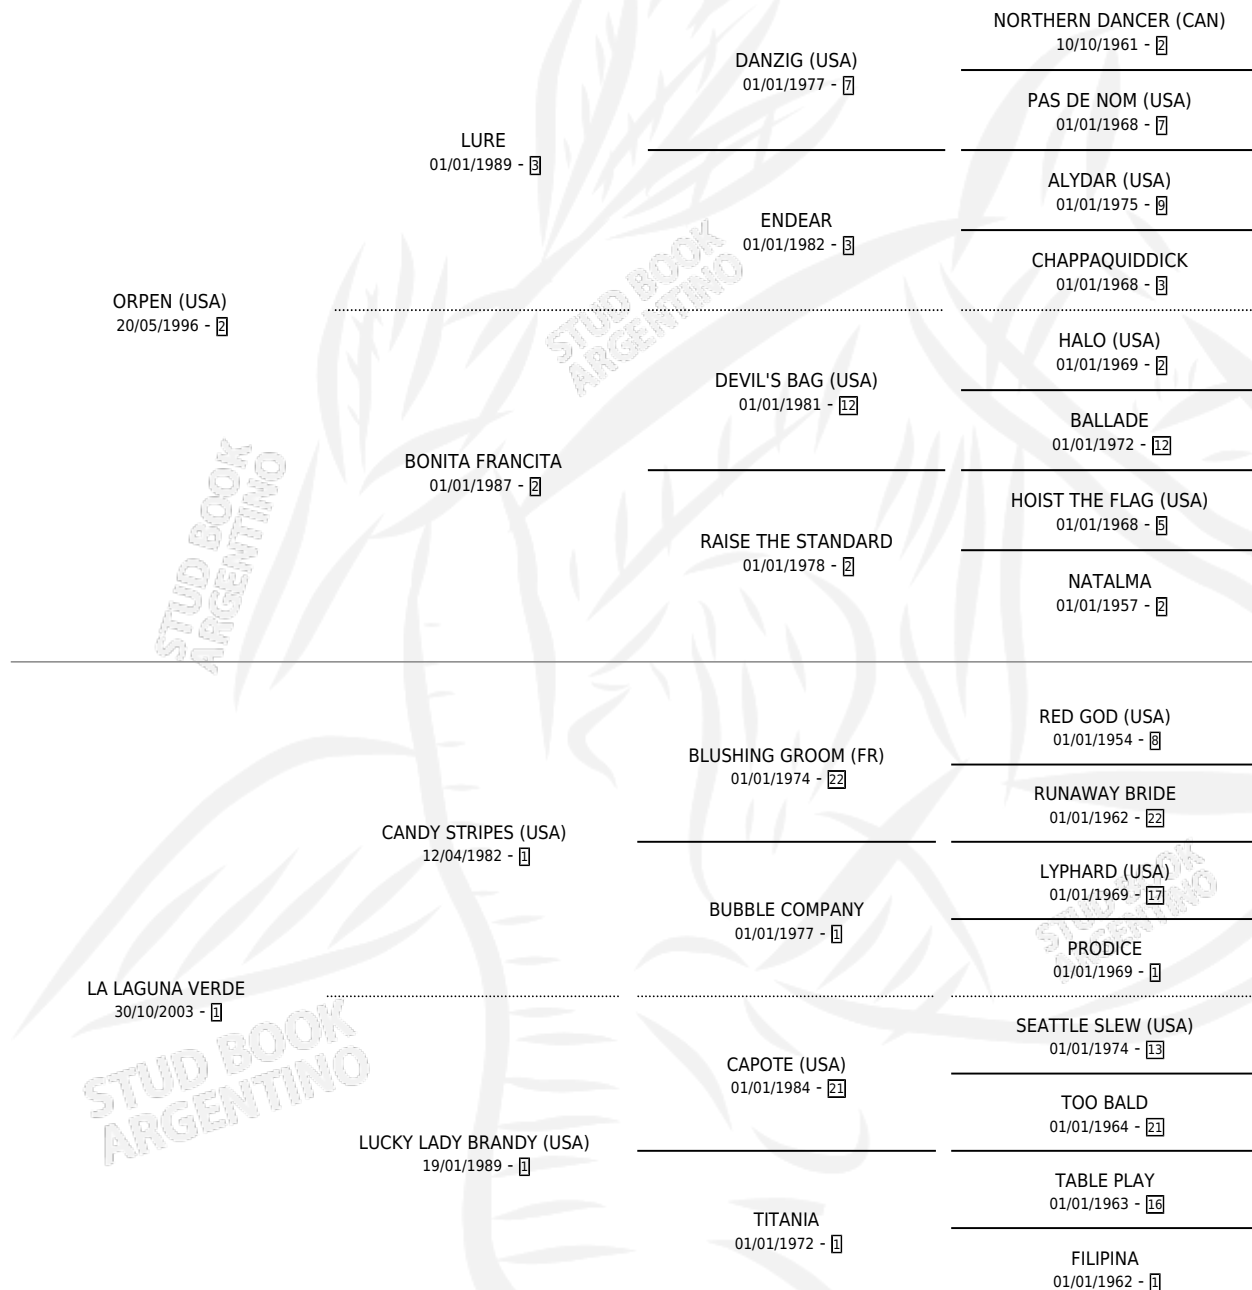 NORTHERN DANCER (CAN)
10/10/1961 - 2
DANZIG (USA)
01/01/1977 - 7
PAS DE NOM (USA)
01/01/1968 - 7
LURE
01/01/1989 - 3
ALYDAR (USA)
01/01/1975 - 9
ENDEAR
01/01/1982 - 3
CHAPPAQUIDDICK
01/01/1968 - 3
ORPEN (USA)
20/05/1996 - 2
HALO (USA)
01/01/1969 - 2
DEVIL'S BAG (USA)
01/01/1981 - 12
BALLADE
01/01/1972 - 12
BONITA FRANCITA
01/01/1987 - 2
HOIST THE FLAG (USA)
01/01/1968 - 5
RAISE THE STANDARD
01/01/1978 - 2
NATALMA
01/01/1957 - 2
RED GOD (USA)
01/01/1954 - 8
BLUSHING GROOM (FR)
01/01/1974 - 22
RUNAWAY BRIDE
01/01/1962 - 22
CANDY STRIPES (USA)
12/04/1982 - 1
LYPHARD (USA)
01/01/1969 - 17
BUBBLE COMPANY
01/01/1977 - 1
PRODICE
01/01/1969 - 1
LA LAGUNA VERDE
30/10/2003 - 1
SEATTLE SLEW (USA)
01/01/1974 - 13
CAPOTE (USA)
01/01/1984 - 21
TOO BALD
01/01/1964 - 21
LUCKY LADY BRANDY (USA)
19/01/1989 - 1
TABLE PLAY
01/01/1963 - 16
TITANIA
01/01/1972 - 1
FILIPINA
01/01/1962 - 1
STUD BOOK
ARGENTINO
STUD BOOK
ARGENTINO
STUD BOOK
ARGENTINO
STUD BOOK
ARGENTINO